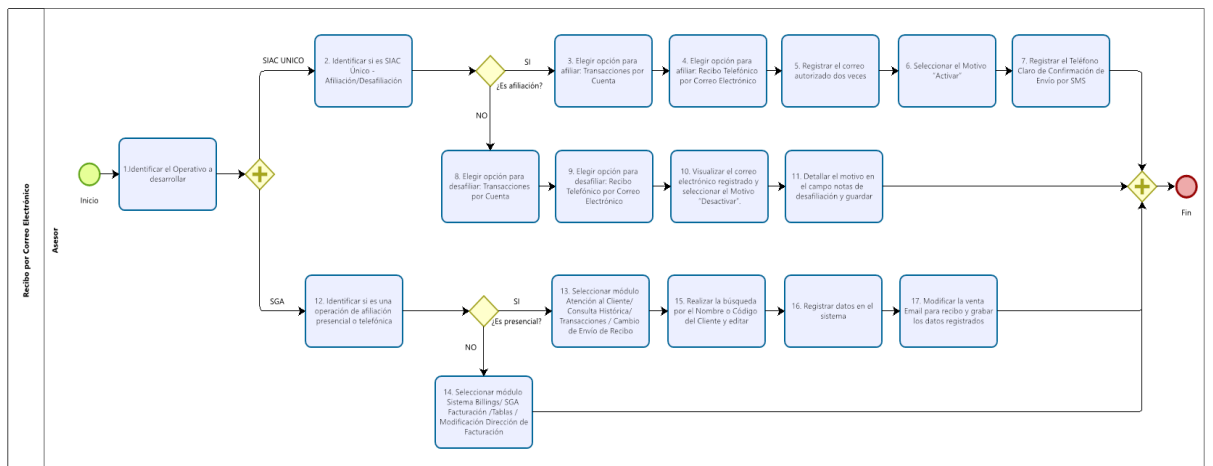 Recibo por Correo Electrónico
Asesor
Inicio
1.Identificar el Operativo a
desarrollar
SIAC UNICO
2. Identificar si es SIAC
Único -
Afiliación/Desafiliación
¿Es afiliación?
SI
3. Elegir opción para
afiliar: Transacciones por
Cuenta
4. Elegir opción para
afiliar: Recibo Telefónico
por Correo Electrónico
5. Registrar el correo
autorizado dos veces
6. Seleccionar el Motivo
"Activar"
7. Registrar el Teléfono
Claro de Confirmación de
Envío por SMS
NO
8. Elegir opción para
desafiliar: Transacciones
por Cuenta
9. Elegir opción para
desafiliar: Recibo
Telefónico por Correo
Electrónico
10. Visualizar el correo
electrónico registrado y
seleccionar el Motivo
"Desactivar".
11. Detallar el motivo en
el campo notas de
desafiliación y guardar
Fin
SGA
12. Identificar si es una
operación de afiliación
presencial o telefónica
¿Es presencial?
SI
13. Seleccionar módulo
Atención al Cliente/
Consulta Histórica/
Transacciones / Cambio
de Envío de Recibo
15. Realizar la búsqueda
por el Nombre o Código
del Cliente y editar
16. Registrar datos en el
sistema
17. Modificar la venta
Email para recibo y grabar
los datos registrados
NO
14. Seleccionar módulo
Sistema Billings/ SGA
Facturación /Tablas /
Modificación Dirección de
Facturación